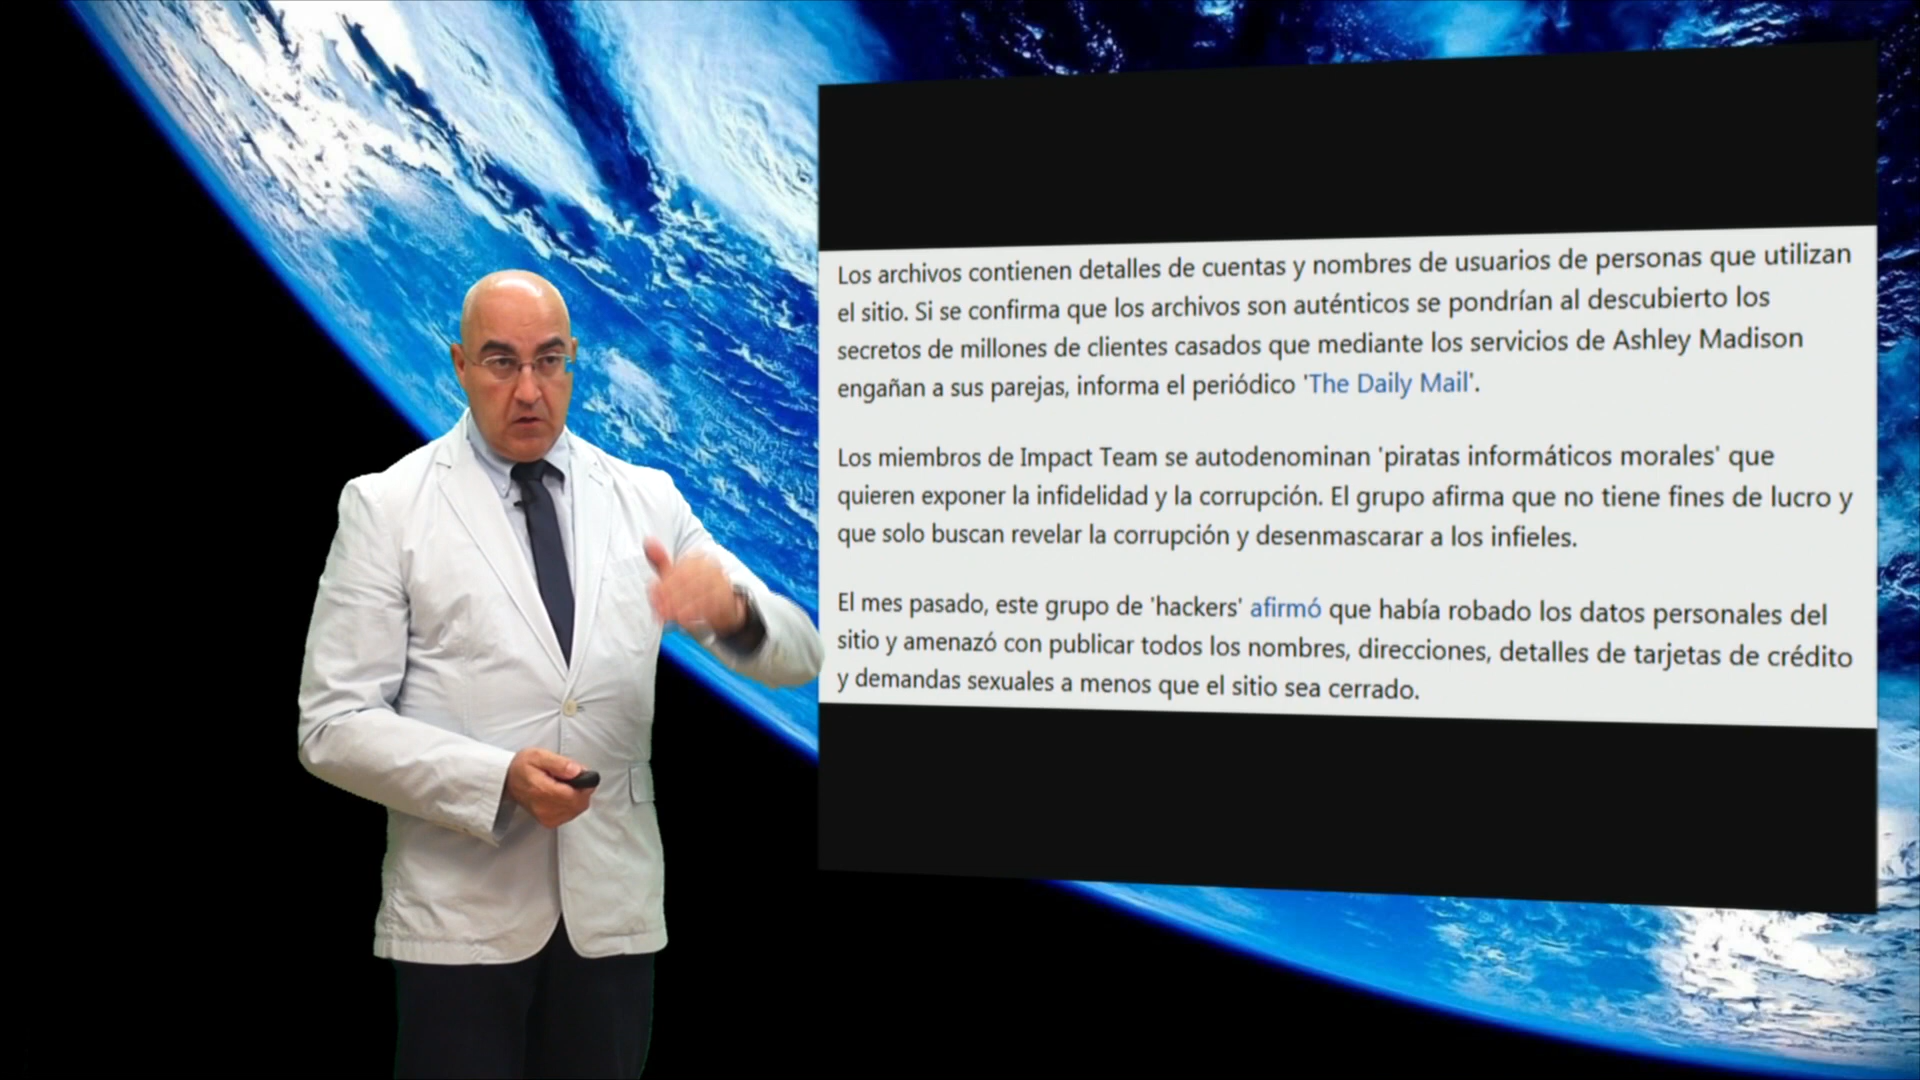 Los archivos contienen detalles de cuentas y nombres de usuarios de personas que utilizan
el sitio. Si se confirma que los archivos son auténticos se pondrían al descubierto los
secretos de millones de clientes casados que mediante los servicios de Ashley Madison
engañan a sus parejas, informa el periódico 'The Daily Mail'.
Los miembros de Impact Team se autodenominan 'piratas informáticos morales' que
quieren exponer la infidelidad y la corrupción. El grupo afirma que no tiene fines de lucro y
que solo buscan revelar la corrupción y desenmascarar a los infieles.
El mes pasado, este grupo de 'hackers' afirmó que había robado los datos personales del
sitio y amenazó con publicar todos los nombres, direcciones, detalles de tarjetas de crédito
y demandas sexuales a menos que el sitio sea cerrado.